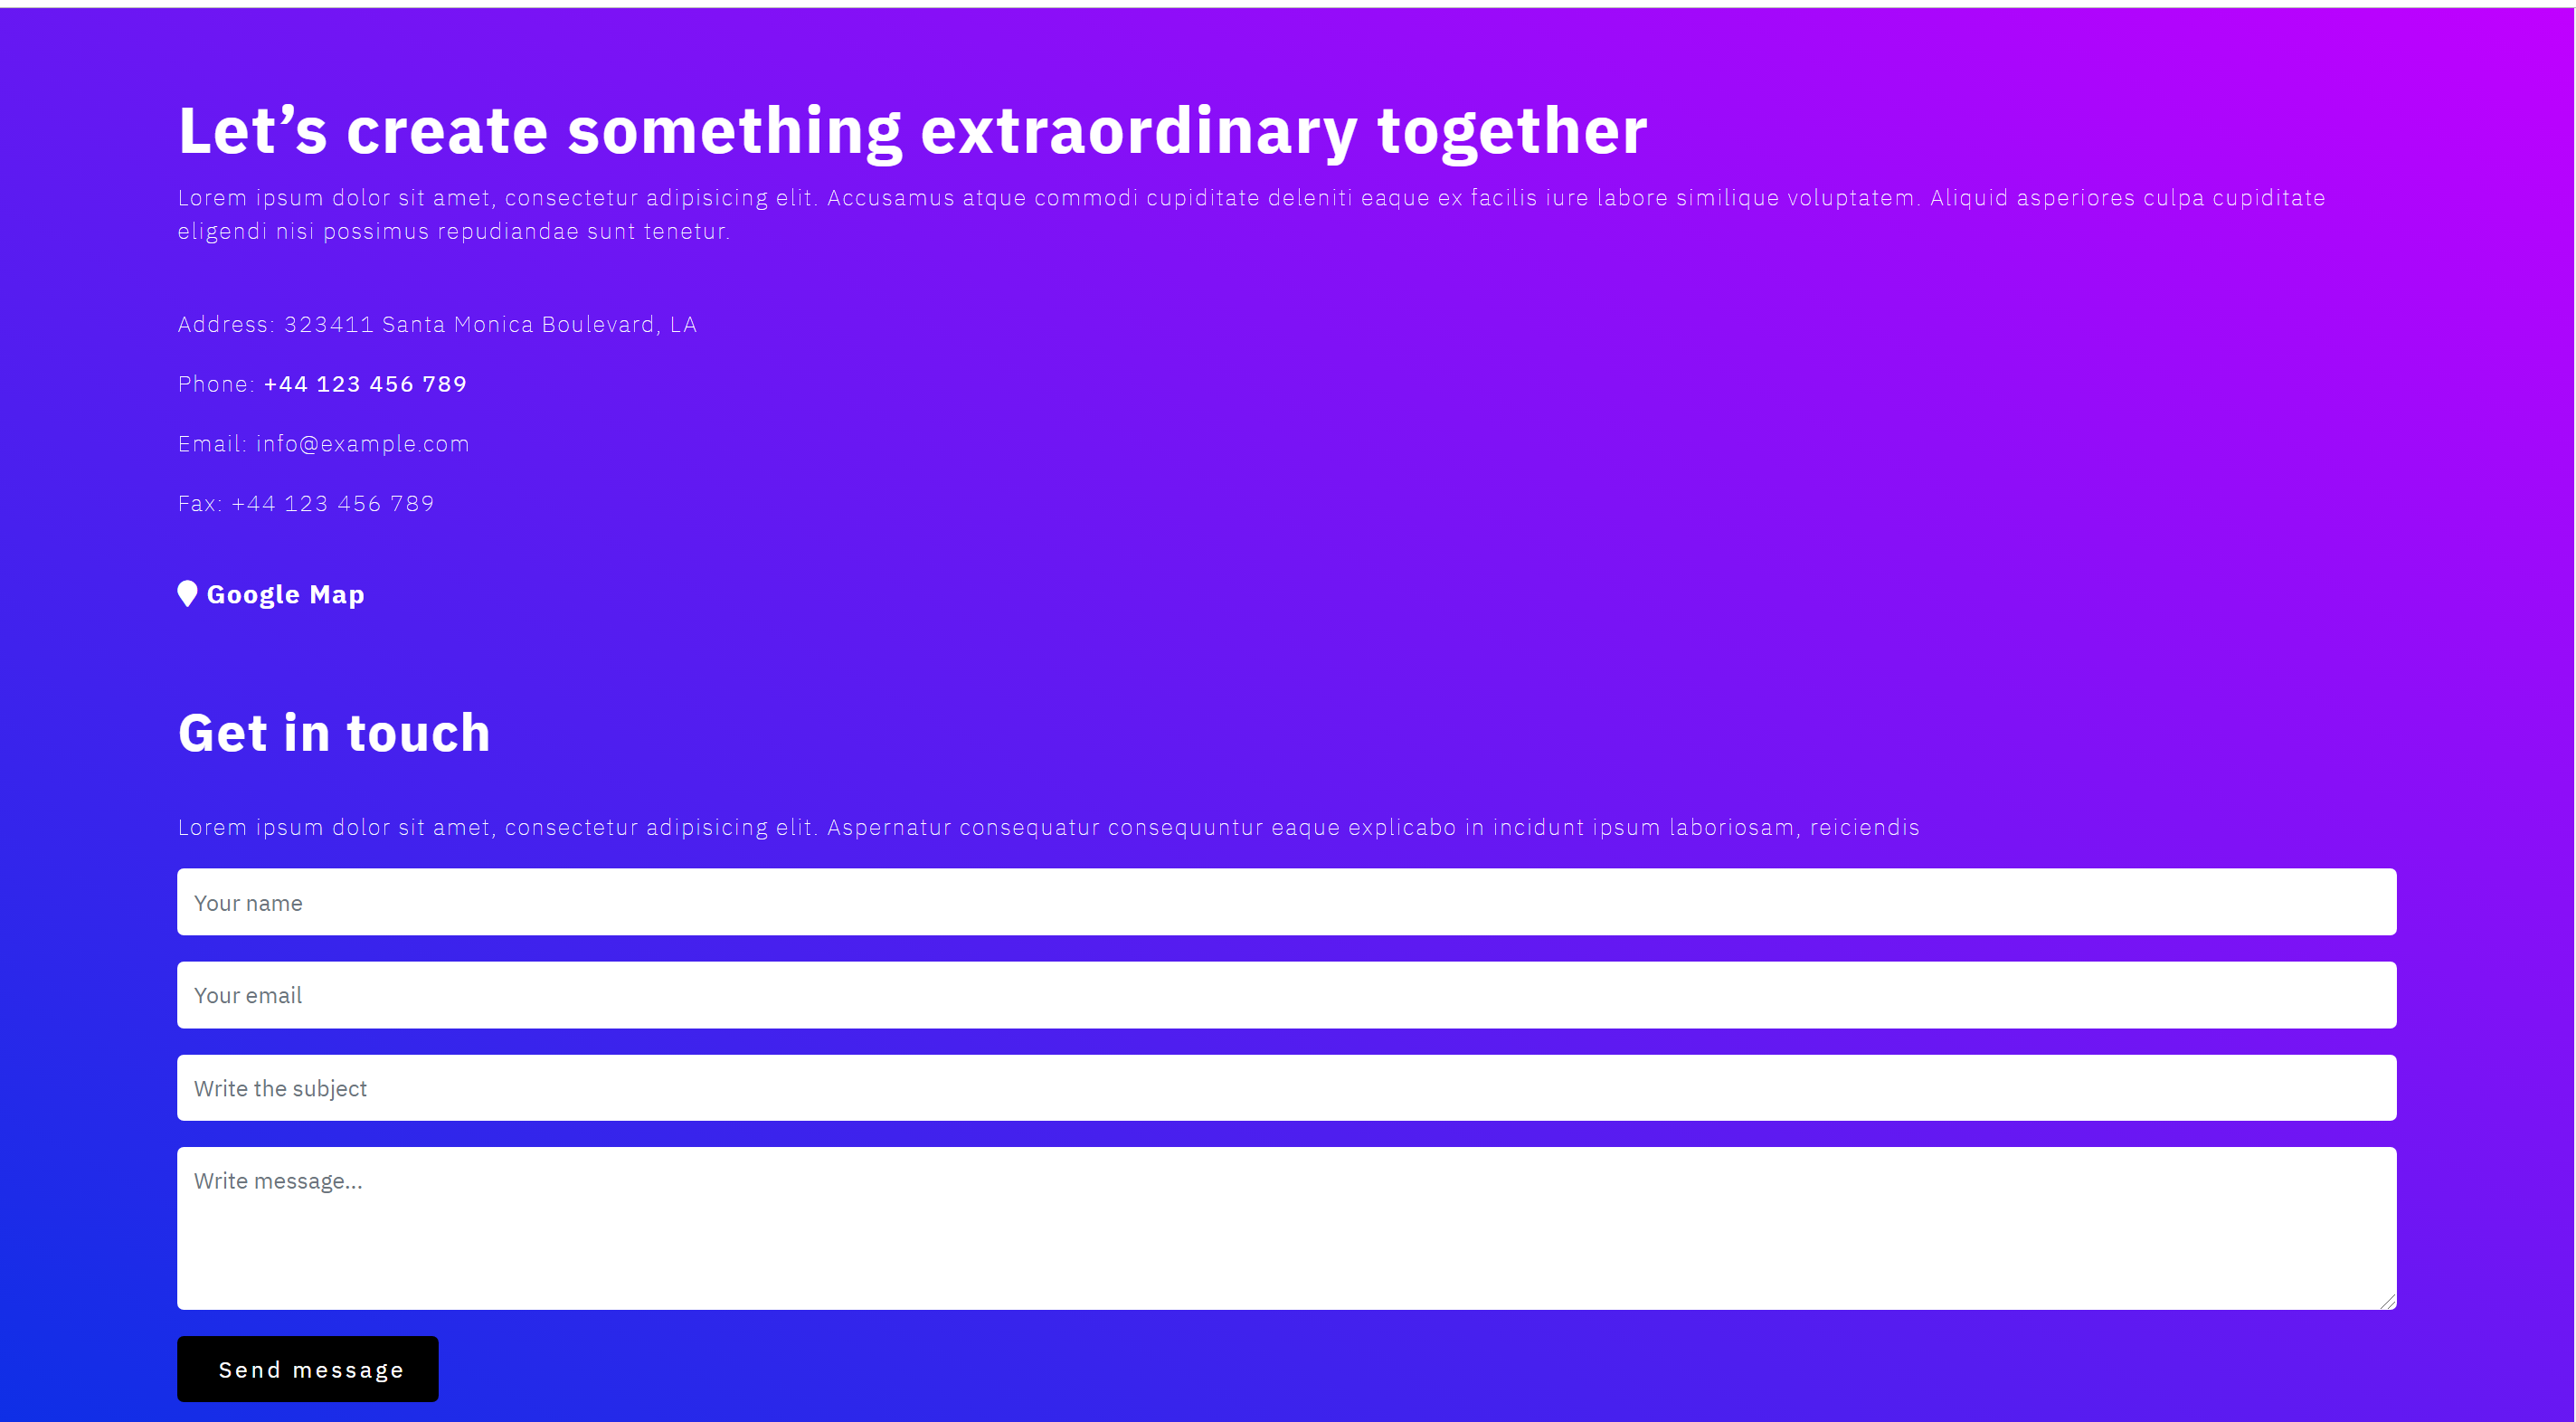 Let’s create something extraordinary together
Lorem ipsum dolor sit amet, consectetur adipisicing elit. Accusamus atque commodi cupiditate deleniti eaque ex facilis iure labore similique voluptatem. Aliquid asperiores culpa cupiditate
eligendi nisi possimus repudiandae sunt tenetur.
Address: 323411 Santa Monica Boulevard, LA
Phone: +44 123 456 789
Email: info@example.com
Fax: +44 123 456 789
Google Map
Get in touch
Lorem ipsum dolor sit amet, consectetur adipisicing elit. Aspernatur consequatur consequuntur eaque explicabo in incidunt ipsum laboriosam, reiciendis
Your name
Your email
Write the subject
Write message...
Send message